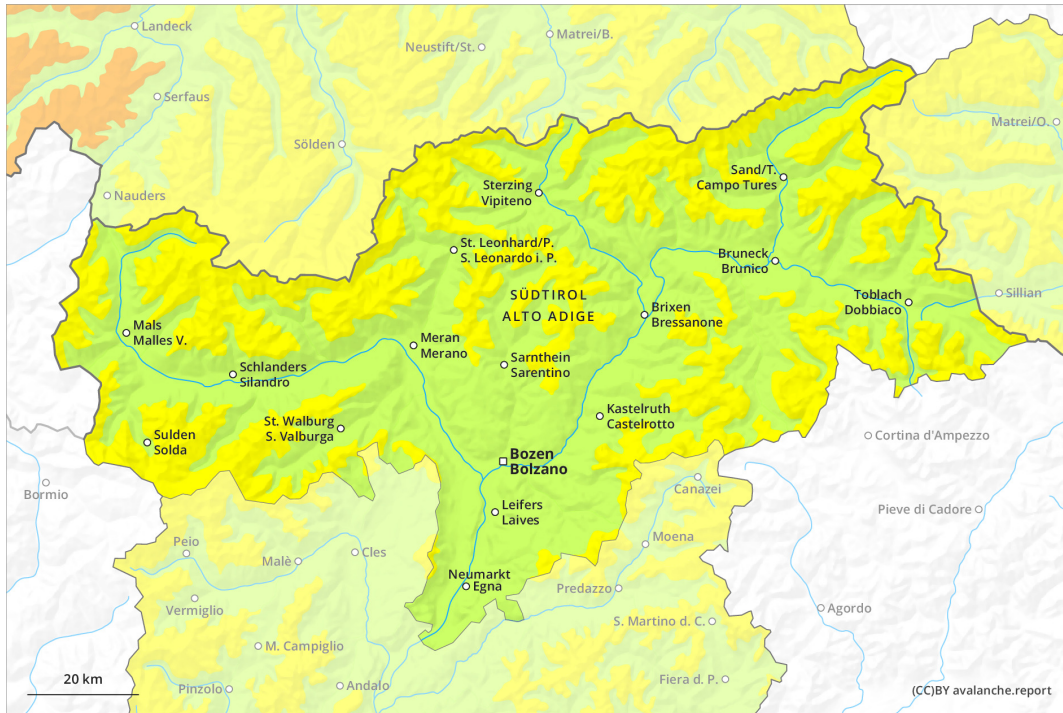 Landeck
Matrei/B.
Neustift/St.
Serfaus
Matrei/O.
Sölden
Sand/T.
Campo Tures
Sterzing
Vipiteno
Nauders
St. Leonhard/P.
S. Leonardo i. P.
Bruneck
Brunico
SÜDTIROL
ALTO ADIGE
Toblach
Dobbiaco
Sillian
Brixen
Bressanone
Mals
Malles V.
Meran
Merano
Sarnthein
Sarentino
Schlanders
Silandro
Kastelruth
Castelrotto
St. Walburg
S. Valburga
Sulden
Solda
Cortina d'Ampezzo
Bozen
Bolzano
Bormio
Canazei
Leifers
Laives
Pieve di Cadore
Moena
Peio
Malè
Cles
Neumarkt
Egna
Predazzo
Vermiglio
Agordo
S. Martino d. C.
M. Campiglio
20 km
Pinzolo
Andalo
Fiera d. P.
(CC)BY avalanche.report